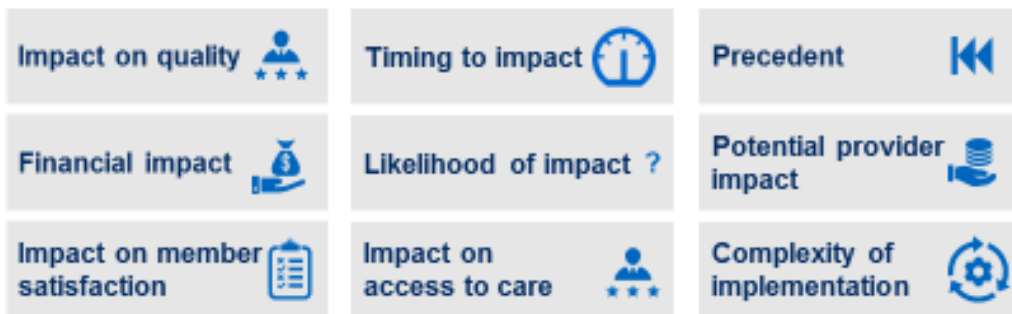 Impact on quality
Timing to impact
Precedent
Financial impact
Likelihood of impact ?
Potential provider
impact
Impact on member
satisfaction
Impact on
access to care
Complexity of
implementation